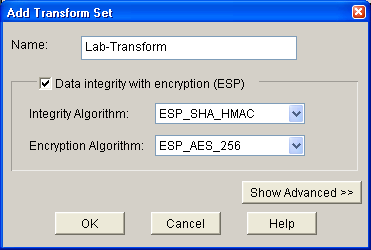 Add Transform Set
Name: Lab-Transform
Data integrity with encryption (ESP)
Integrity Algorithm: ESP_SHA_HMAC
Encryption Algorithm: ESP_AES_256
Show Advanced >>
OK Cancel Help